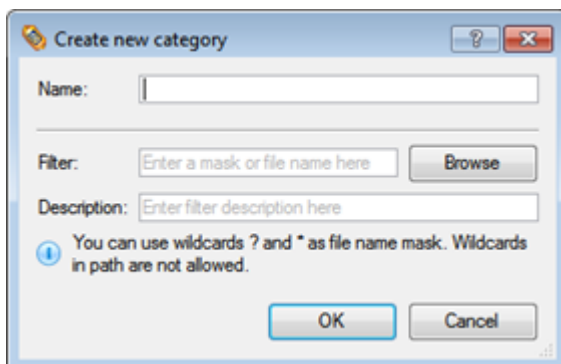 Create new category
Name:
Filter: Enter a mask or file name here Browse
Description: Enter filter description here
You can use wildcards ? and * as file name mask. Wildcards
in path are not allowed.
OK Cancel